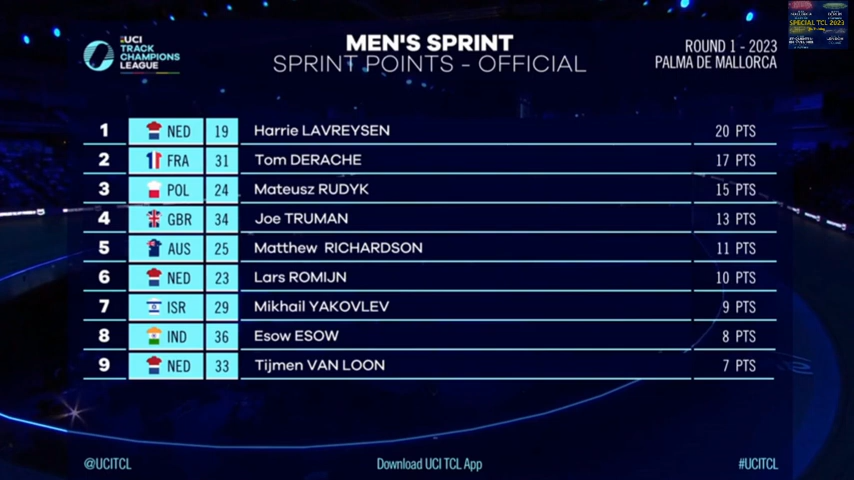 UCI
TRACK
CHAMPIONS
LEAGUE
MEN'S SPRINT
SPRINT POINTS - OFFICIAL
ROUND 1 - 2023
PALMA DE MALLORCA
SPECIAL TCL 2023
1 NED 19 Harrie LAVREYSEN 20 PTS
2 FRA 31 Tom DERACHE 17 PTS
3 POL 24 Mateusz RUDYK 15 PTS
4 GBR 34 Joe TRUMAN 13 PTS
5 AUS 25 Matthew RICHARDSON 11 PTS
6 NED 23 Lars ROMIJN 10 PTS
7 ISR 29 Mikhail YAKOVLEV 9 PTS
8 IND 36 Esow ESOW 8 PTS
9 NED 33 Tijmen VAN LOON 7 PTS
@UCITCL Download UCI TCL App #UCITCL